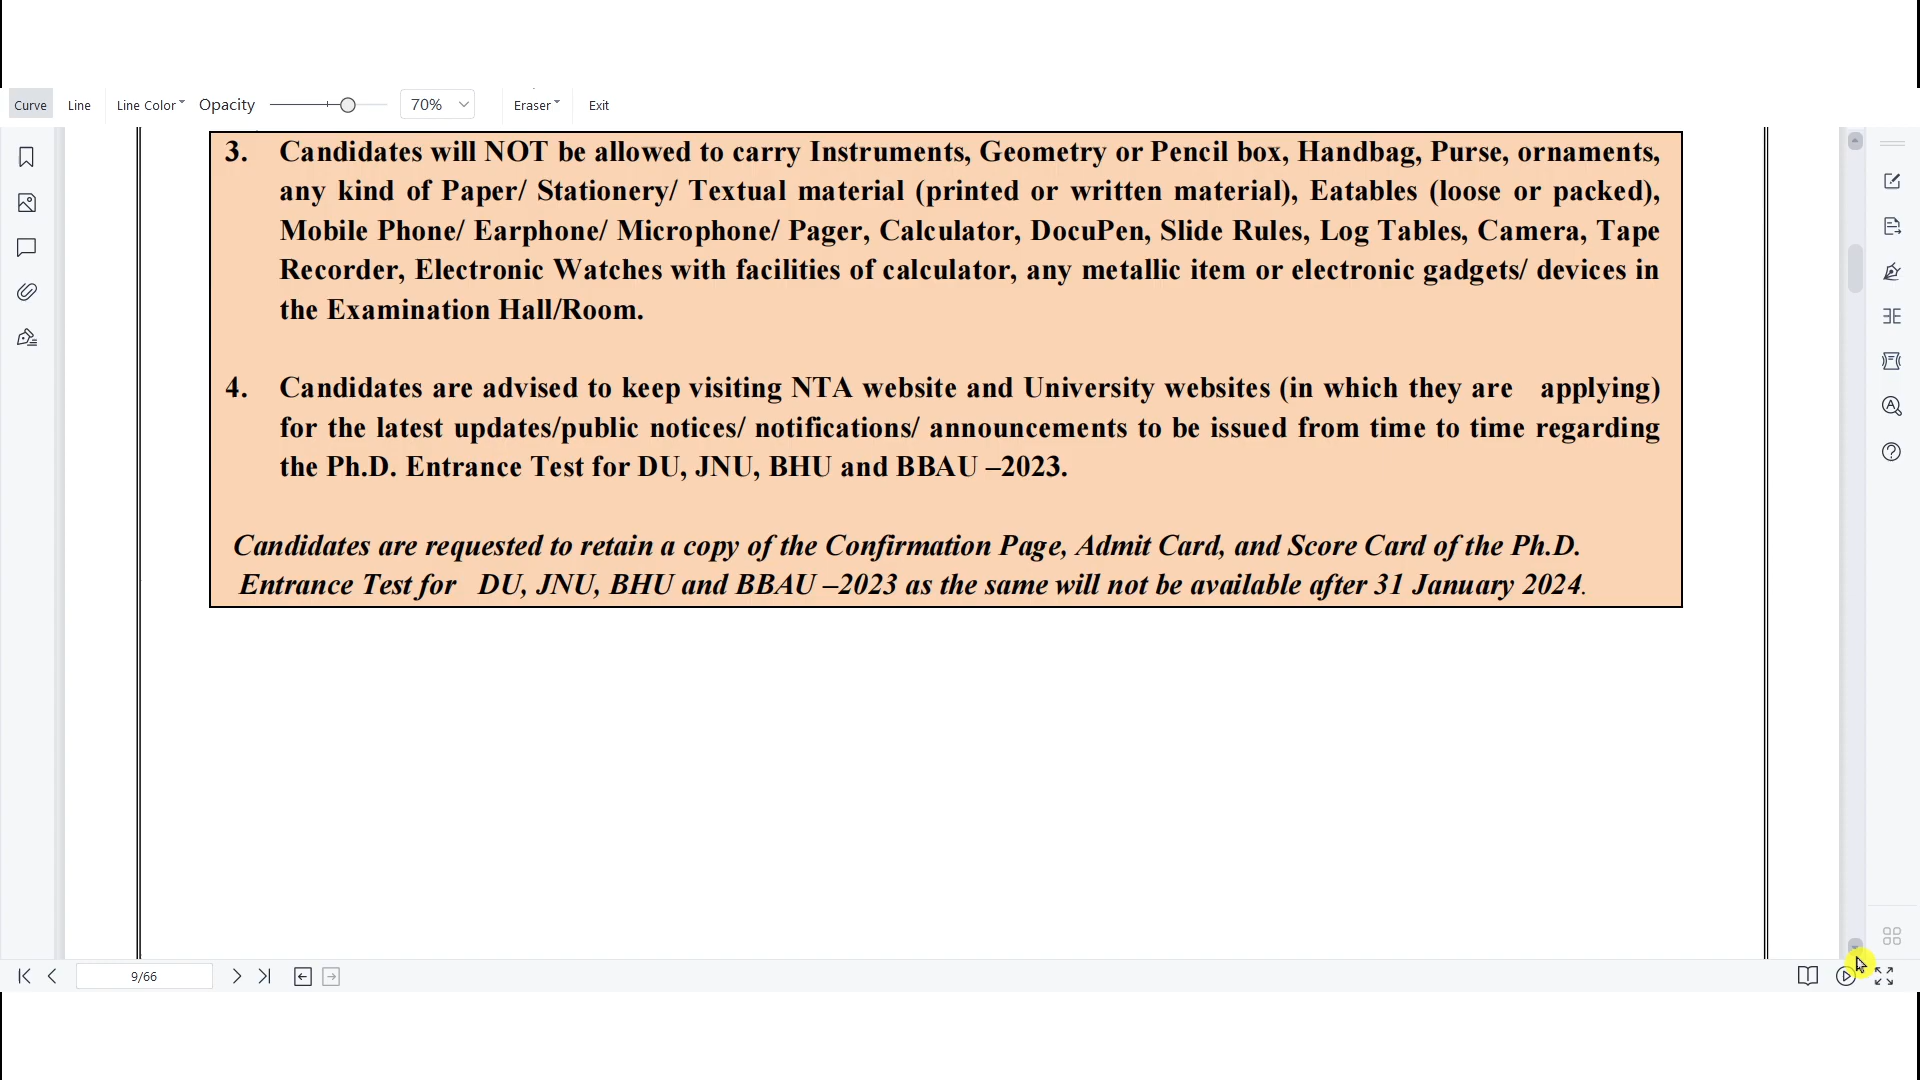 Curve Line Line Color Opacity 70% Eraser Exit
3. Candidates will NOT be allowed to carry Instruments, Geometry or Pencil box, Handbag, Purse, ornaments,
any kind of Paper/ Stationery/ Textual material (printed or written material), Eatables (loose or packed),
Mobile Phone/ Earphone/ Microphone/ Pager, Calculator, DocuPen, Slide Rules, Log Tables, Camera, Tape
Recorder, Electronic Watches with facilities of calculator, any metallic item or electronic gadgets/ devices in
the Examination Hall/Room.
4. Candidates are advised to keep visiting NTA website and University websites (in which they are applying)
for the latest updates/public notices/ notifications/ announcements to be issued from time to time regarding
the Ph.D. Entrance Test for DU, JNU, BHU and BBAU –2023.
Candidates are requested to retain a copy of the Confirmation Page, Admit Card, and Score Card of the Ph.D.
Entrance Test for DU, JNU, BHU and BBAU –2023 as the same will not be available after 31 January 2024.
9/66